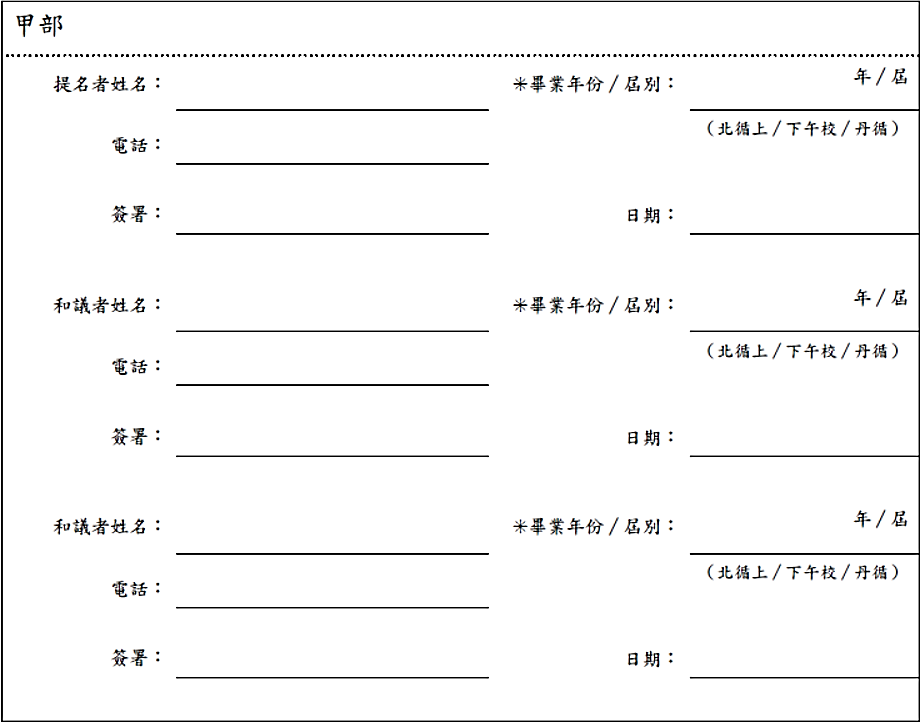 甲部
提名者姓名： ＊畢業年份／屆別： 年／屆
（北循上／下午校／丹循）
電話：
簽署： 日期：
和議者姓名： ＊畢業年份／屆別： 年／屆
（北循上／下午校／丹循）
電話：
簽署： 日期：
和議者姓名： ＊畢業年份／屆別： 年／屆
（北循上／下午校／丹循）
電話：
簽署： 日期：